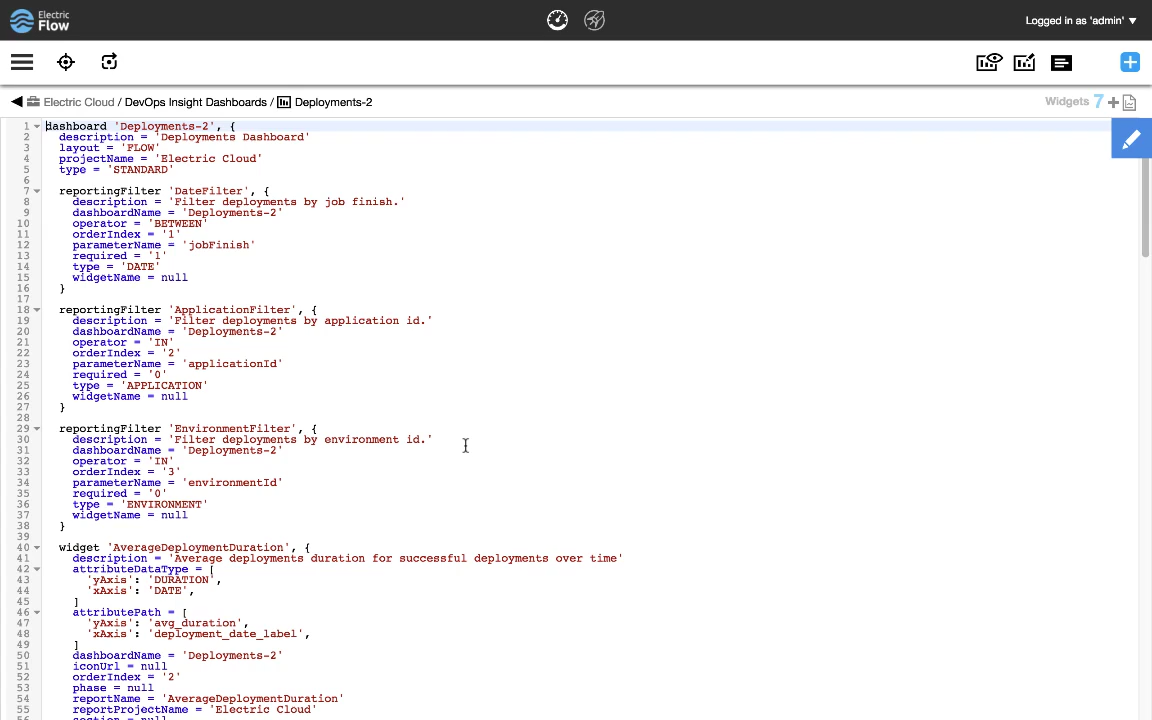 Electric
Flow
Logged in as 'admin' ▼
Electric Cloud / DevOps Insight Dashboards / Deployments-2
Widgets 7
1 dashboard 'Deployments-2', {
2 description = 'Deployments Dashboard'
3 layout = 'FLOW'
4 projectName = 'Electric Cloud'
5 type = 'STANDARD'
6
7 reportingFilter 'DateFilter', {
8 description = 'Filter deployments by job finish.'
9 dashboardName = 'Deployments-2'
10 operator = 'BETWEEN'
11 orderIndex = '1'
12 parameterName = 'jobFinish'
13 required = '1'
14 type = 'DATE'
15 widgetName = null
16 }
17
18 reportingFilter 'ApplicationFilter', {
19 description = 'Filter deployments by application id.'
20 dashboardName = 'Deployments-2'
21 operator = 'IN'
22 orderIndex = '2'
23 parameterName = 'applicationId'
24 required = '0'
25 type = 'APPLICATION'
26 widgetName = null
27 }
28
29 reportingFilter 'EnvironmentFilter', {
30 description = 'Filter deployments by environment id.'
31 dashboardName = 'Deployments-2'
32 operator = 'IN'
33 orderIndex = '3'
34 parameterName = 'environmentId'
35 required = '0'
36 type = 'ENVIRONMENT'
37 widgetName = null
38 }
39
40 widget 'AverageDeploymentDuration', {
41 description = 'Average deployments duration for successful deployments over time'
42 attributeDataType = [
43 'yAxis': 'DURATION',
44 'xAxis': 'DATE',
45 ]
46 attributePath = [
47 'yAxis': 'avg_duration',
48 'xAxis': 'deployment_date_label',
49 ]
50 dashboardName = 'Deployments-2'
51 iconUrl = null
52 orderIndex = '2'
53 phase = null
54 reportName = 'AverageDeploymentDuration'
55 reportProjectName = 'Electric Cloud'
56 section = null